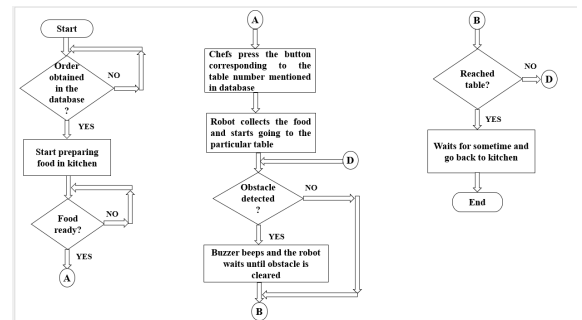 Start
Order
obtained
in the
database
?
NO
YES
Start preparing
food in kitchen
Food
ready?
NO
YES
A
A
Chefs press the button
corresponding to the
table number mentioned
in database
Robot collects the food
and starts going to the
particular table
D
Obstacle
detected
?
NO
YES
Buzzer beeps and the robot
waits until obstacle is
cleared
B
B
Reached
table?
NO
D
YES
Waits for sometime and
go back to kitchen
End